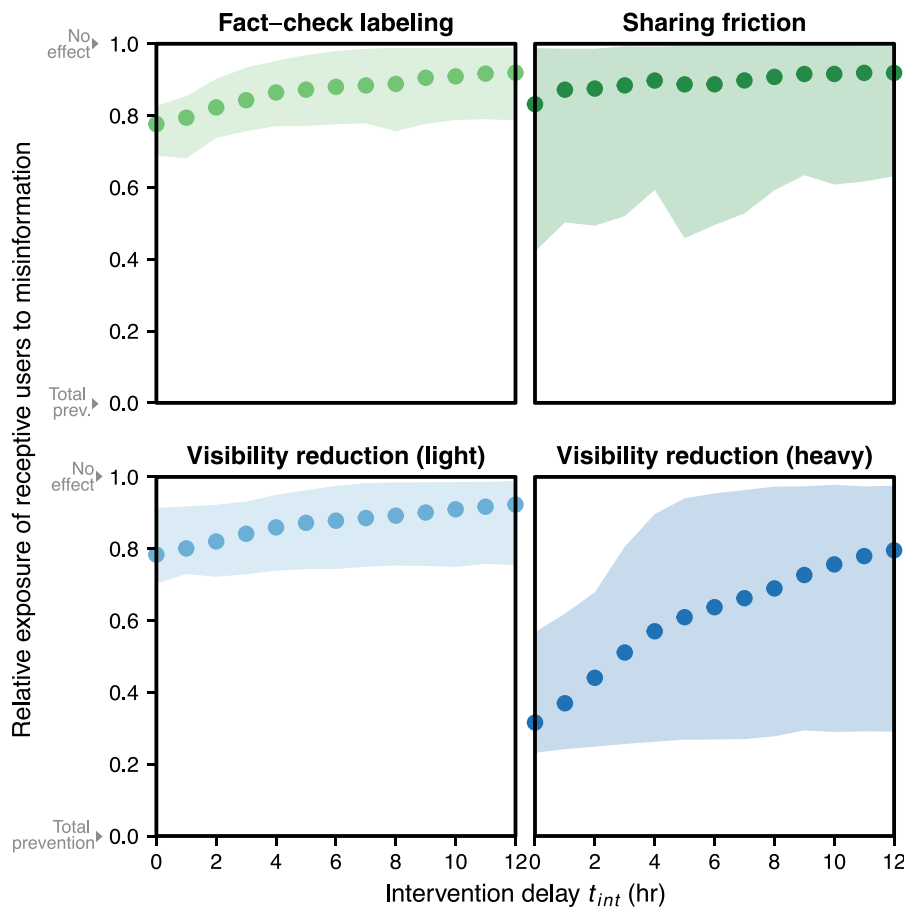 Fact−check labeling
Sharing friction
No
effect
1.0
0.8
0.6
0.4
0.2
Total
prev.
0.0
Relative exposure of receptive users to misinformation
Visibility reduction (light)
Visibility reduction (heavy)
No
effect
1.0
0.8
0.6
0.4
0.2
Total
prevention
0.0
0 2 4 6 8 10 12
0 2 4 6 8 10 12
Intervention delay t_int (hr)